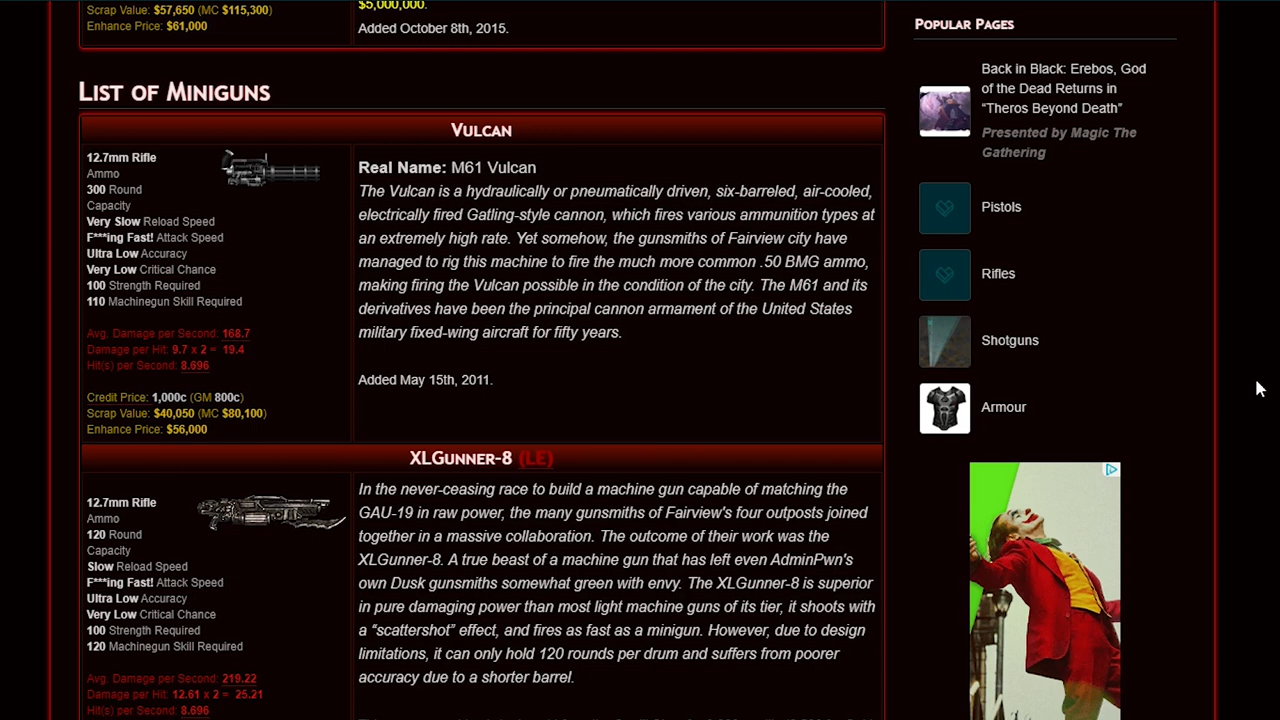 Scrap Value: $57,650 (MC $115,300)
Enhance Price: $61,000
$5,000,000.
Added October 8th, 2015.
List of Miniguns
Vulcan
12.7mm Rifle
Ammo
300 Round
Capacity
Very Slow Reload Speed
F***ing Fast! Attack Speed
Ultra Low Accuracy
Very Low Critical Chance
100 Strength Required
110 Machinegun Skill Required
Avg. Damage per Second: 168.7
Damage per Hit: 9.7 x 2 = 19.4
Hit(s) per Second: 8.696
Credit Price: 1,000c (GM 800c)
Scrap Value: $40,050 (MC $80,100)
Enhance Price: $56,000
Real Name: M61 Vulcan
The Vulcan is a hydraulically or pneumatically driven, six-barreled, air-cooled,
electrically fired Gatling-style cannon, which fires various ammunition types at
an extremely high rate. Yet somehow, the gunsmiths of Fairview city have
managed to rig this machine to fire the much more common .50 BMG ammo,
making firing the Vulcan possible in the condition of the city. The M61 and its
derivatives have been the principal cannon armament of the United States
military fixed-wing aircraft for fifty years.
Added May 15th, 2011.
XLGunner-8 (LE)
12.7mm Rifle
Ammo
120 Round
Capacity
Slow Reload Speed
F***ing Fast! Attack Speed
Ultra Low Accuracy
Very Low Critical Chance
100 Strength Required
120 Machinegun Skill Required
Avg. Damage per Second: 219.22
Damage per Hit: 12.61 x 2 = 25.21
Hit(s) per Second: 8.696
In the never-ceasing race to build a machine gun capable of matching the
GAU-19 in raw power, the many gunsmiths of Fairview's four outposts joined
together in a massive collaboration. The outcome of their work was the
XLGunner-8. A true beast of a machine gun that has left even AdminPwn's
own Dusk gunsmiths somewhat green with envy. The XLGunner-8 is superior
in pure damaging power than most light machine guns of its tier, it shoots with
a “scattershot” effect, and fires as fast as a minigun. However, due to design
limitations, it can only hold 120 rounds per drum and suffers from poorer
accuracy due to a shorter barrel.
Popular Pages
Back in Black: Erebos, God
of the Dead Returns in
“Theros Beyond Death”
Presented by Magic The
Gathering
Pistols
Rifles
Shotguns
Armour